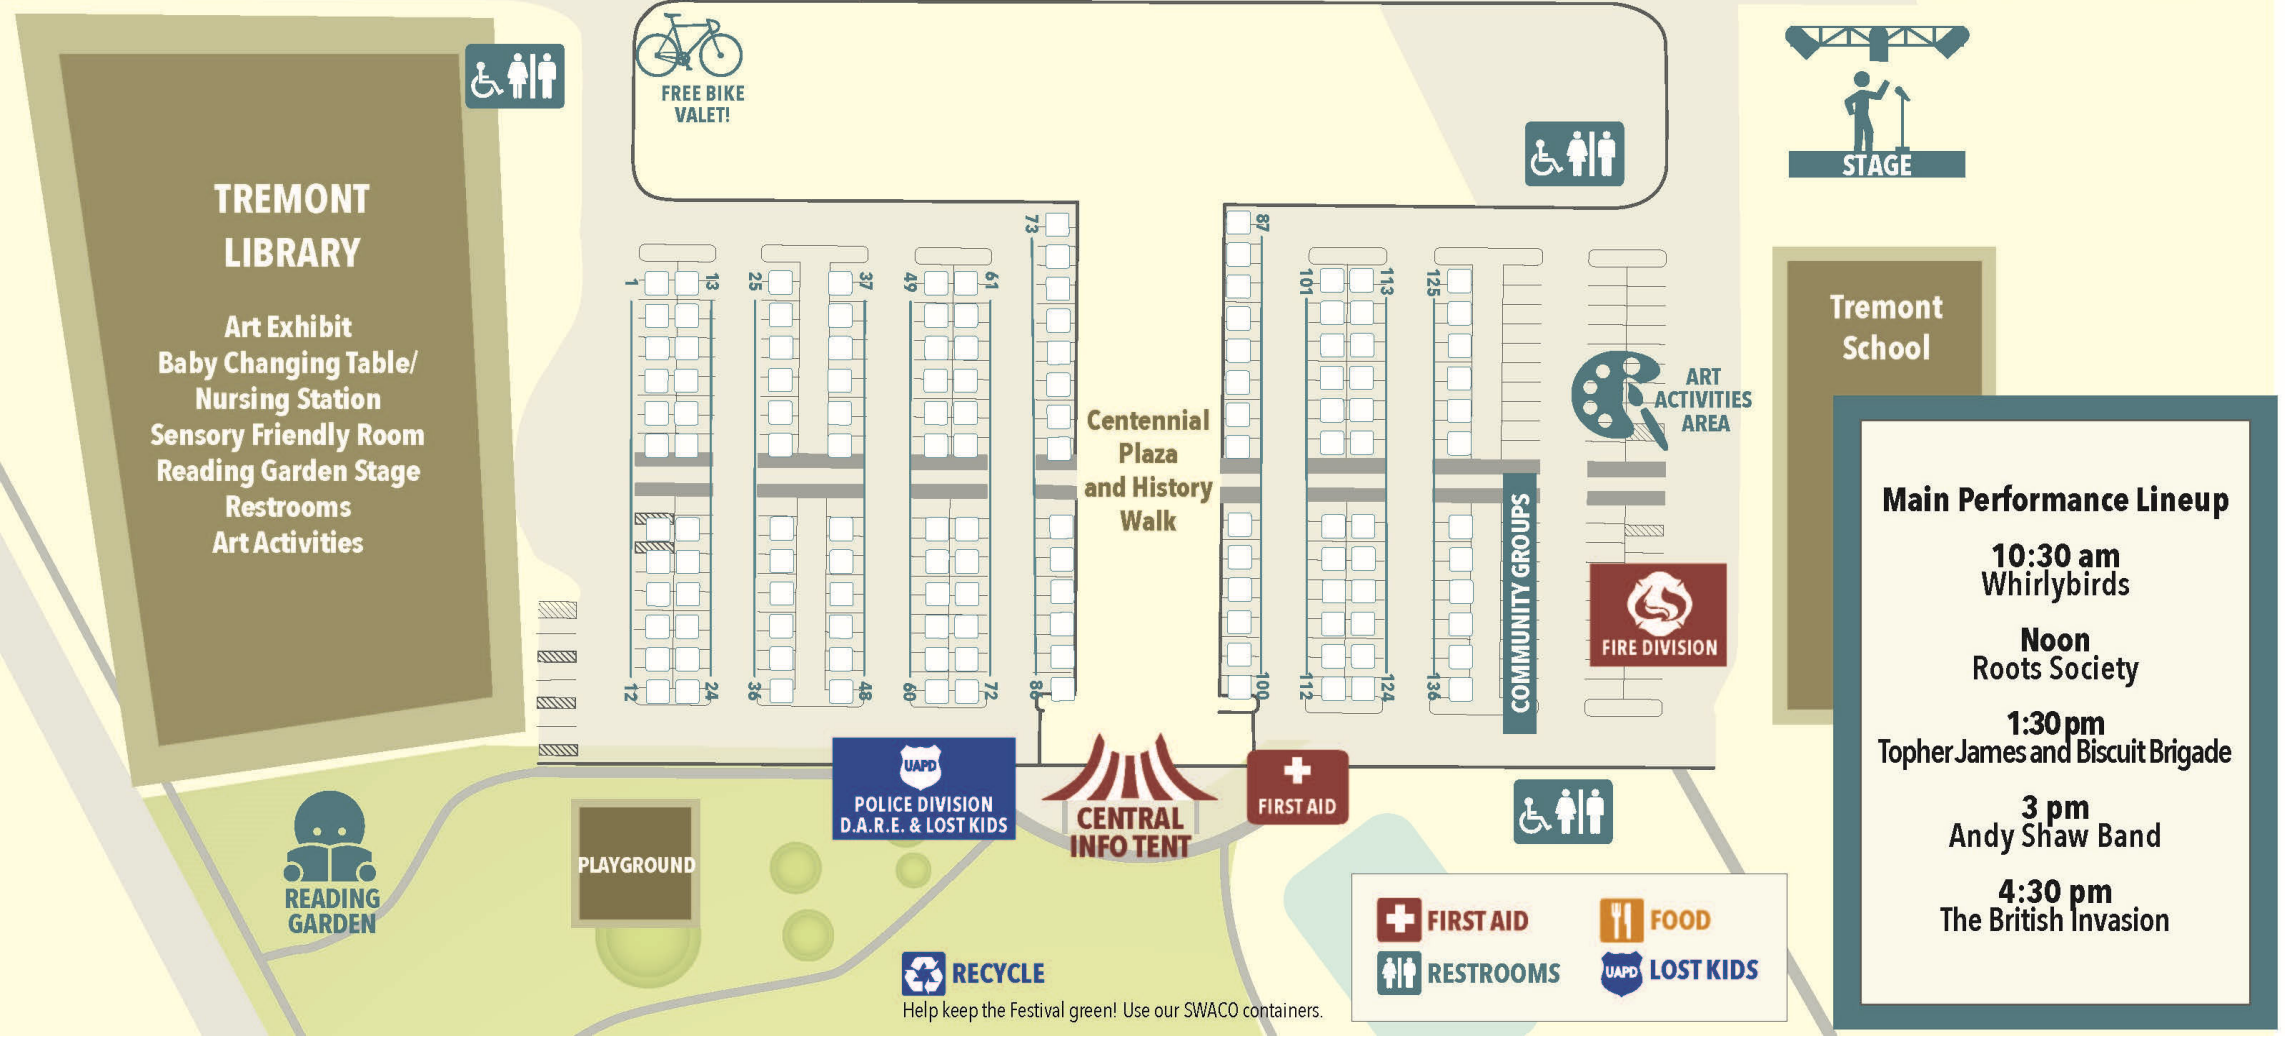 TREMONT
LIBRARY
Art Exhibit
Baby Changing Table/
Nursing Station
Sensory Friendly Room
Reading Garden Stage
Restrooms
Art Activities
FREE BIKE
VALET!
STAGE
73
87
1
13
25
37
49
61
101
113
125
Centennial
Plaza
and History
Walk
12
24
36
48
60
72
86
100
112
124
136
COMMUNITY GROUPS
ART
ACTIVITIES
AREA
FIRE DIVISION
Tremont
School
Main Performance Lineup
10:30 am
Whirlybirds
Noon
Roots Society
1:30 pm
Topher James and Biscuit Brigade
3 pm
Andy Shaw Band
4:30 pm
The British Invasion
READING
GARDEN
PLAYGROUND
UAPD
POLICE DIVISION
D.A.R.E. & LOST KIDS
CENTRAL
INFO TENT
FIRST AID
RECYCLE
Help keep the Festival green! Use our SWACO containers.
FIRST AID
FOOD
RESTROOMS
UAPD LOST KIDS